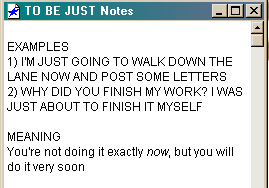 TO BE JUST Notes
EXAMPLES
1) I'M JUST GOING TO WALK DOWN THE
LANE NOW AND POST SOME LETTERS
2) WHY DID YOU FINISH MY WORK? I WAS
JUST ABOUT TO FINISH IT MYSELF
MEANING
You're not doing it exactly now, but you will
do it very soon